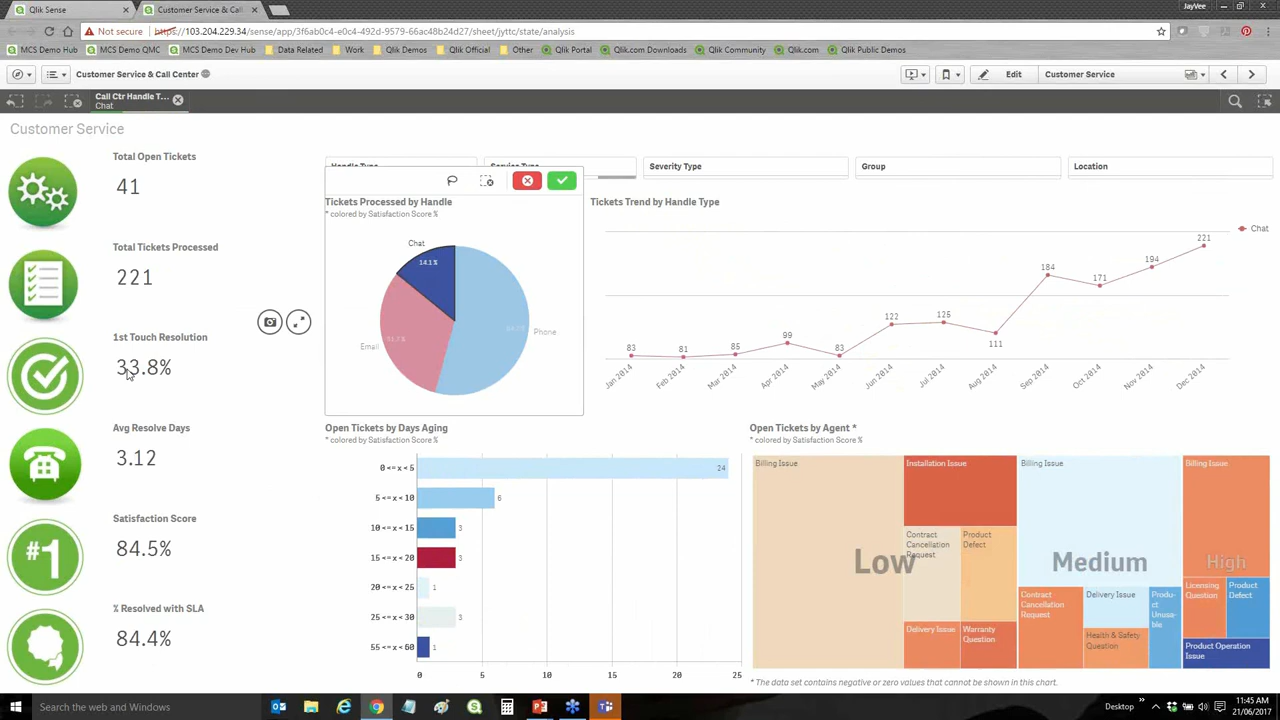 Qlik Sense
Customer Service & Call
JayVee
Not secure
https://103.204.229.34/sense/app/3f6ab0c4-e0c4-492d-9579-66ac48b24d27/sheet/jyttc/state/analysis
MCS Demo Hub
MCS Demo QMC
MCS Demo Dev Hub
Data Related
Work
Qlik Demos
Qlik Official
Other
Qlik Portal
Qlik.com Downloads
Qlik Community
Qlik.com
Qlik Public Demos
Customer Service & Call Center
Edit
Customer Service
Call Ctr Handle T...
Chat
Customer Service
Total Open Tickets
41
Total Tickets Processed
221
1st Touch Resolution
33.8%
Avg Resolve Days
3.12
Satisfaction Score
84.5%
% Resolved with SLA
84.4%
#1
Handle Type
Service Type
Severity Type
Group
Location
Tickets Processed by Handle
* colored by Satisfaction Score %
Chat
14.1%
Phone
Email
Tickets Trend by Handle Type
Chat
83
81
85
99
83
122
125
111
184
171
194
221
Jan 2014
Feb 2014
Mar 2014
Apr 2014
May 2014
Jun 2014
Jul 2014
Aug 2014
Sep 2014
Oct 2014
Nov 2014
Dec 2014
Open Tickets by Days Aging
* colored by Satisfaction Score %
0 <= x < 5
24
5 <= x < 10
6
10 <= x < 15
3
15 <= x < 20
3
20 <= x < 25
1
25 <= x < 30
3
55 <= x < 60
1
0
5
10
15
20
25
Open Tickets by Agent *
* colored by Satisfaction Score %
Billing Issue
Installation Issue
Contract
Cancellation
Request
Product
Defect
Delivery Issue
Warranty
Question
Low
Billing Issue
Medium
Contract
Cancellation
Request
Delivery Issue
Health & Safety
Question
Produ-
ct
Unusa-
ble
Billing Issue
High
Licensing
Question
Product
Defect
Product Operation
Issue
* The data set contains negative or zero values that cannot be shown in this chart.
Search the web and Windows
Desktop
11:45 AM
21/06/2017